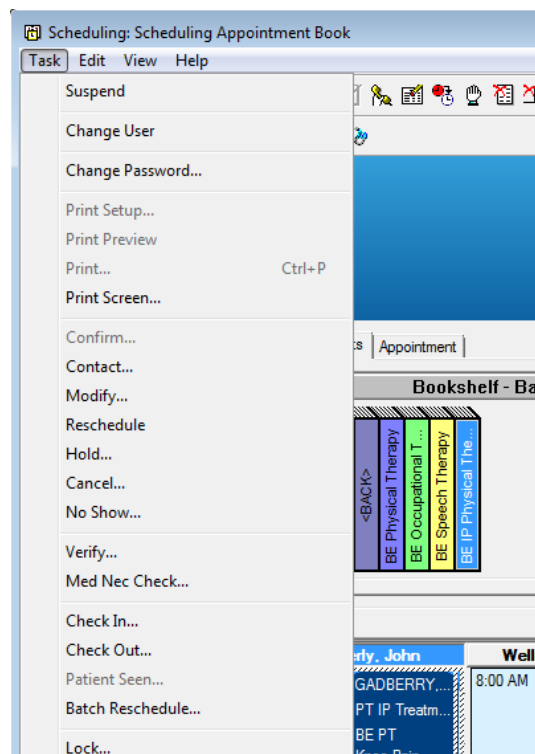 Scheduling: Scheduling Appointment Book
Task Edit View Help
Suspend
Change User
Change Password...
Print Setup...
Print Preview
Print... Ctrl+P
Print Screen...
Confirm...
Contact...
Modify...
Reschedule
Hold...
Cancel...
No Show...
Verify...
Med Nec Check...
Check In...
Check Out...
Patient Seen...
Batch Reschedule...
Lock...
Appointment
Bookshelf - Ba
<BACK>
BE Physical Therapy
BE Occupational T...
BE Speech Therapy
BE IP Physical The...
erly, John
Well
GADBERRY,...
8:00 AM
PT IP Treatm...
BE PT